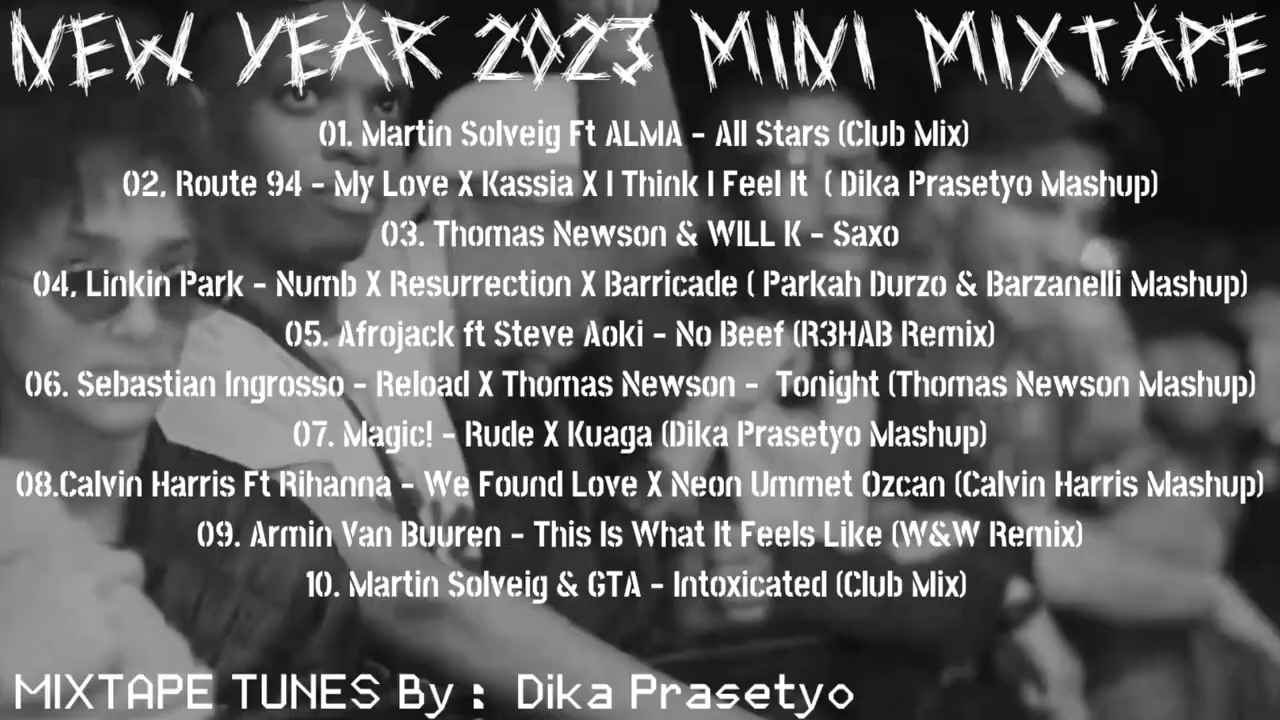 NEW YEAR 2023 MINI MIXTAPE
01. Martin Solveig Ft ALMA - All Stars (Club Mix)
02, Route 94 - My Love X Kassia X I Think I Feel It ( Dika Prasetyo Mashup)
03. Thomas Newson & WILL K - Saxo
04, Linkin Park - Numb X Resurrection X Barricade ( Parkah Durzo & Barzanelli Mashup)
05. Afrojack ft Steve Aoki - No Beef (R3HAB Remix)
06. Sebastian Ingrosso - Reload X Thomas Newson - Tonight (Thomas Newson Mashup)
07. Magic! - Rude X Kuaga (Dika Prasetyo Mashup)
08.Calvin Harris Ft Rihanna - We Found Love X Neon Ummet Ozcan (Calvin Harris Mashup)
09. Armin Van Buuren - This Is What It Feels Like (W&W Remix)
10. Martin Solveig & GTA - Intoxicated (Club Mix)
MIXTAPE TUNES By : Dika Prasetyo